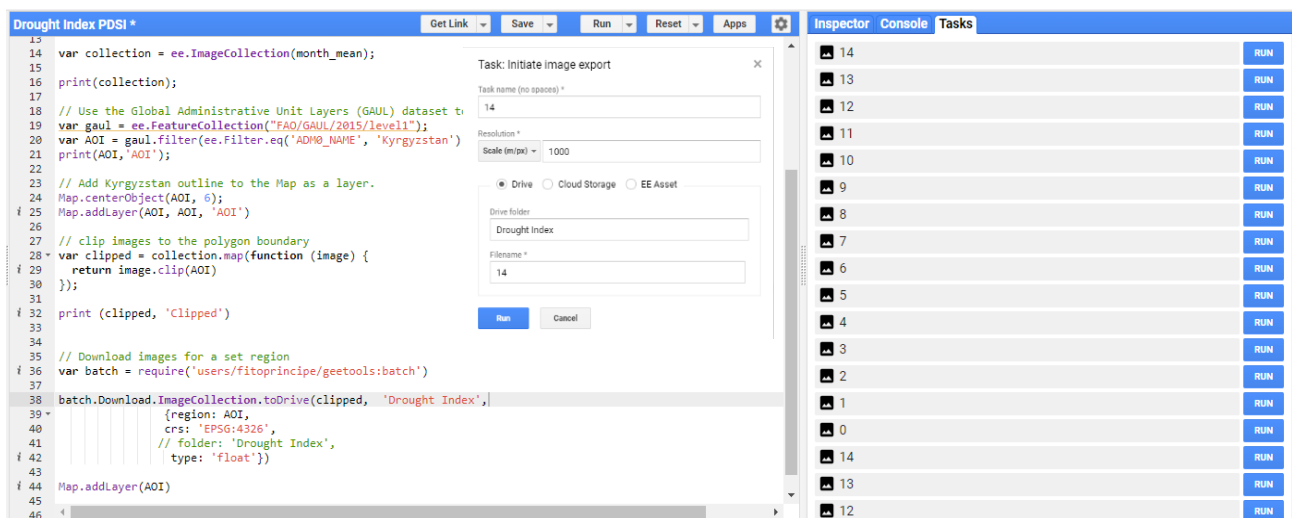 Drought Index PDSI *
Get Link
Save
Run
Reset
Apps
13
14 var collection = ee.ImageCollection(month_mean);
15
16 print(collection);
17
18 // Use the Global Administrative Unit Layers (GAUL) dataset to
19 var gaul = ee.FeatureCollection("FAO/GAUL/2015/level1");
20 var AOI = gaul.filter(ee.Filter.eq('ADM0_NAME', 'Kyrgyzstan')
21 print(AOI,'AOI');
22
23 // Add Kyrgyzstan outline to the Map as a layer.
24 Map.centerObject(AOI, 6);
i 25 Map.addLayer(AOI, AOI, 'AOI')
26
27 // clip images to the polygon boundary
28 var clipped = collection.map(function (image) {
i 29 return image.clip(AOI)
30 });
31
i 32 print (clipped, 'Clipped')
33
34
35 // Download images for a set region
i 36 var batch = require('users/fitoprincipe/geetools:batch')
37
38 batch.Download.ImageCollection.toDrive(clipped, 'Drought Index',
39 {region: AOI,
40 crs: 'EPSG:4326',
41 // folder: 'Drought Index',
i 42 type: 'float'})
43
i 44 Map.addLayer(AOI)
45
46
Task: Initiate image export
Task name (no spaces) *
14
Resolution *
Scale (m/px) 1000
Drive Cloud Storage EE Asset
Drive folder
Drought Index
Filename *
14
Run Cancel
Inspector Console Tasks
14 RUN
13 RUN
12 RUN
11 RUN
10 RUN
9 RUN
8 RUN
7 RUN
6 RUN
5 RUN
4 RUN
3 RUN
2 RUN
1 RUN
0 RUN
14 RUN
13 RUN
12 RUN